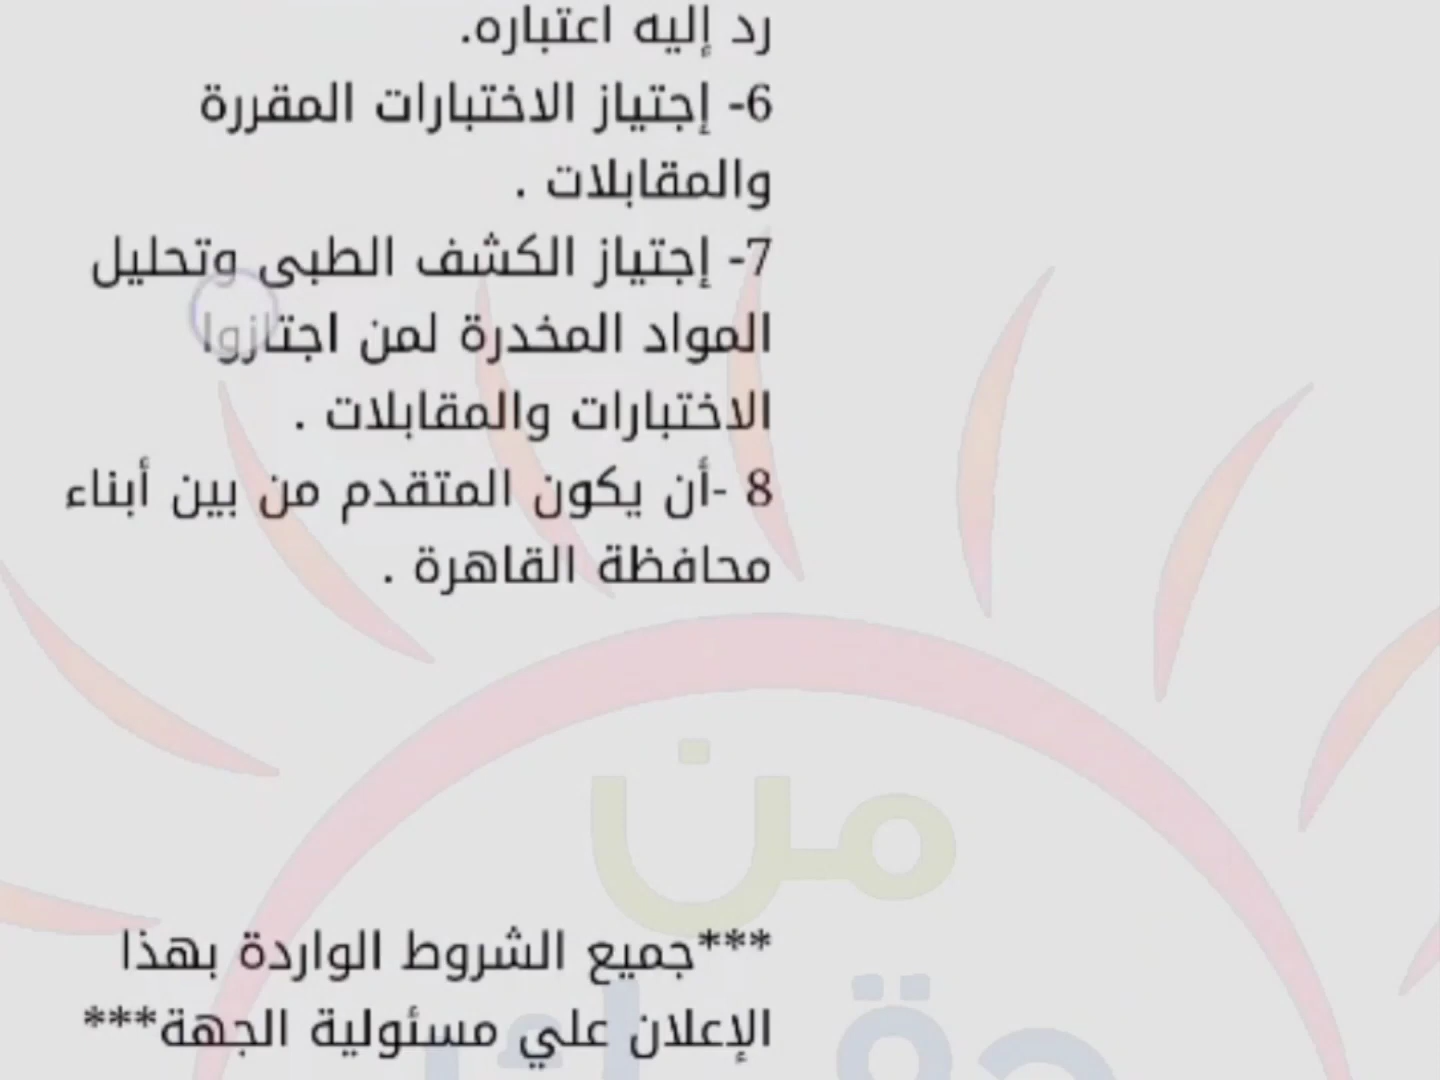 رد إليه اعتباره.
6- إجتياز الاختبارات المقررة
والمقابلات .
7- إجتياز الكشف الطبى وتحليل
المواد المخدرة لمن اجتازوا
الاختبارات والمقابلات .
8 -أن يكون المتقدم من بين أبناء
محافظة القاهرة .
من
***جميع الشروط الواردة بهذا
الإعلان علي مسئولية الجهة***